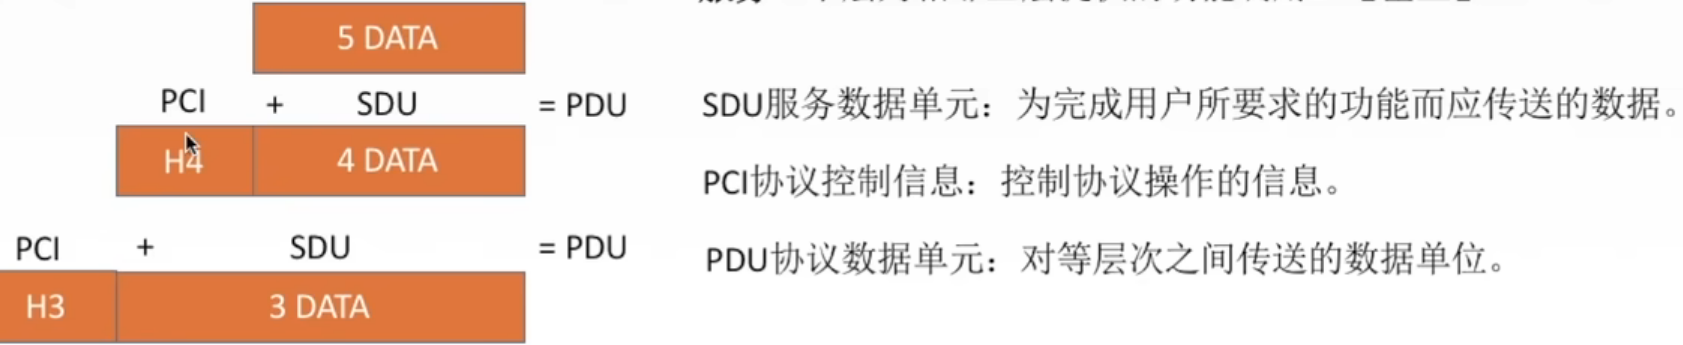 5 DATA
PCI + SDU = PDU
SDU服务数据单元：为完成用户所要求的功能而应传送的数据。
H4 4 DATA
PCI协议控制信息：控制协议操作的信息。
PCI + SDU = PDU
PDU协议数据单元：对等层次之间传送的数据单位。
H3 3 DATA